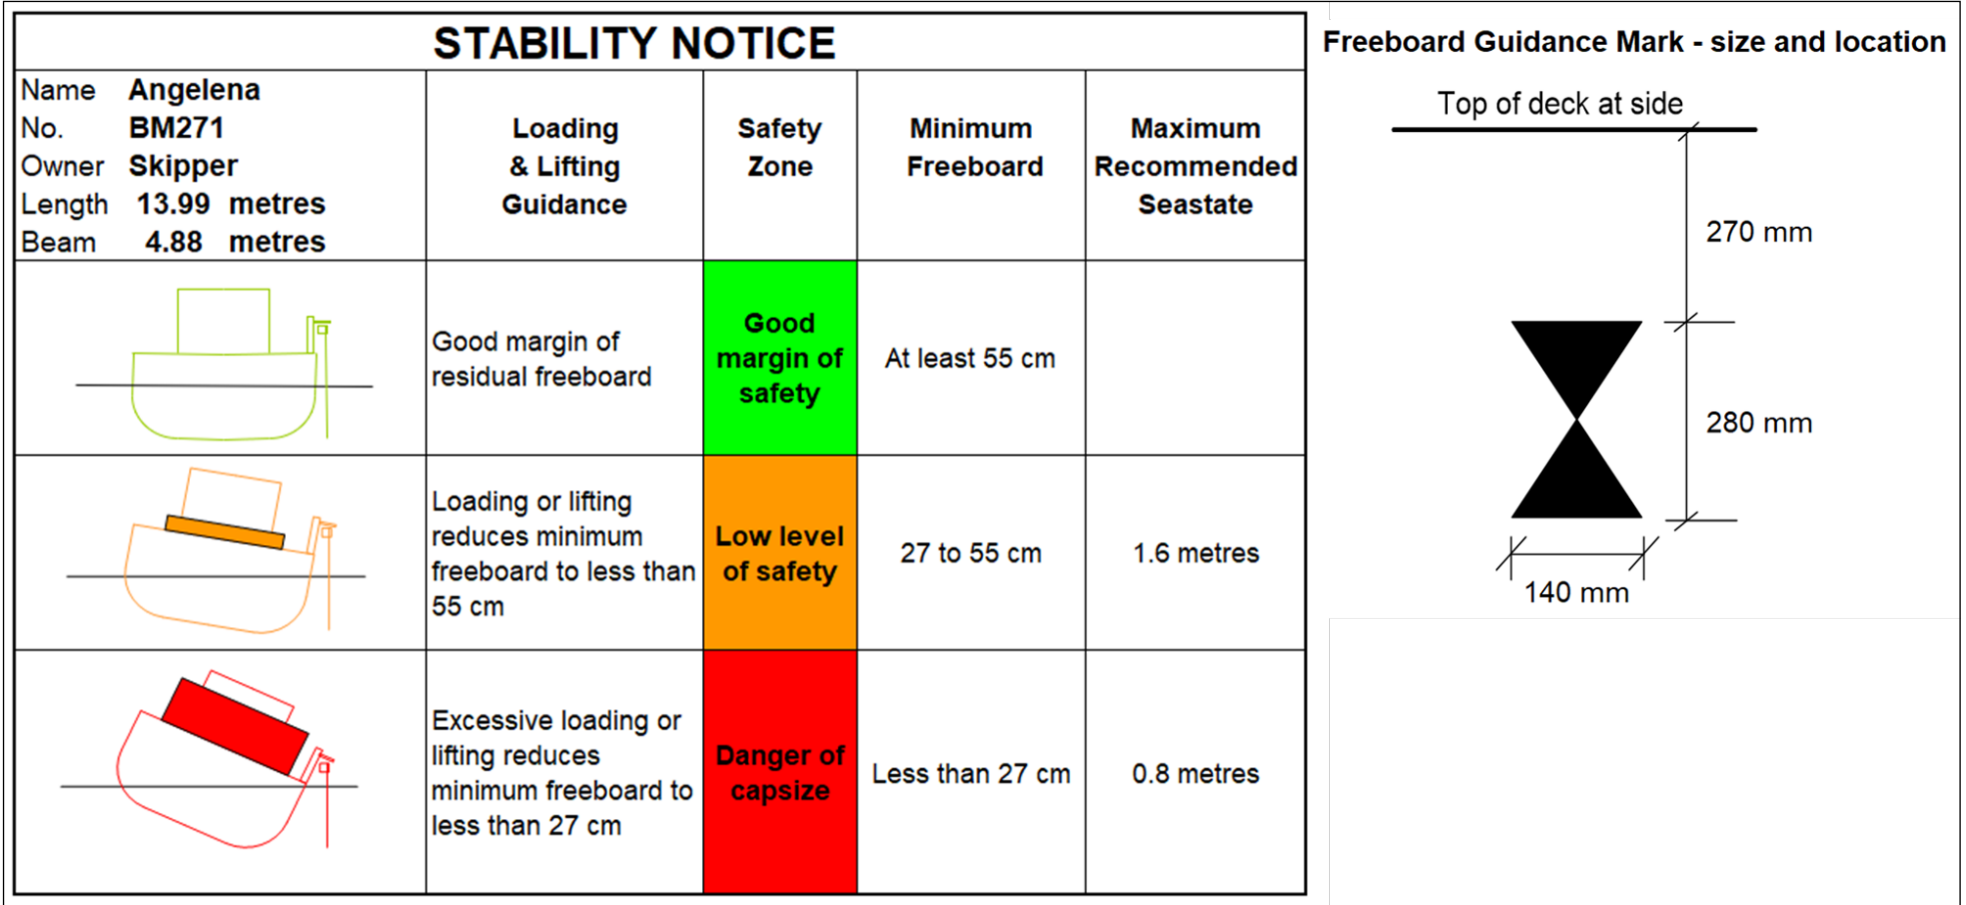 STABILITY NOTICE
Name Angelena
No. BM271
Owner Skipper
Length 13.99 metres
Beam 4.88 metres
Loading
& Lifting
Guidance
Safety
Zone
Minimum
Freeboard
Maximum
Recommended
Seastate
Good margin of
residual freeboard
Good
margin of
safety
At least 55 cm
Loading or lifting
reduces minimum
freeboard to less than
55 cm
Low level
of safety
27 to 55 cm
1.6 metres
Excessive loading or
lifting reduces
minimum freeboard to
less than 27 cm
Danger of
capsize
Less than 27 cm
0.8 metres
Freeboard Guidance Mark - size and location
Top of deck at side
270 mm
280 mm
140 mm